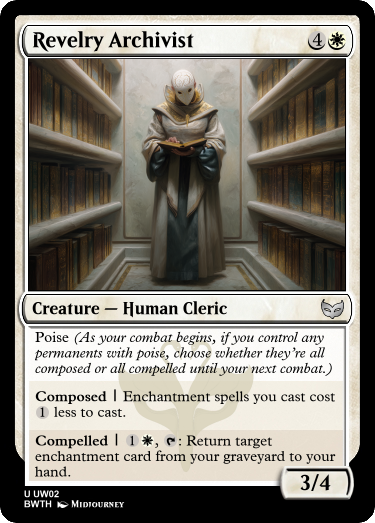 Revelry Archivist 4
Creature — Human Cleric
Poise (As your combat begins, if you control any
permanents with poise, choose whether they're all
composed or all compelled until your next combat.)
Composed | Enchantment spells you cast cost
1 less to cast.
Compelled | 1 , : Return target
enchantment card from your graveyard to your
hand.
3/4
U UW02
BWTH Midjourney